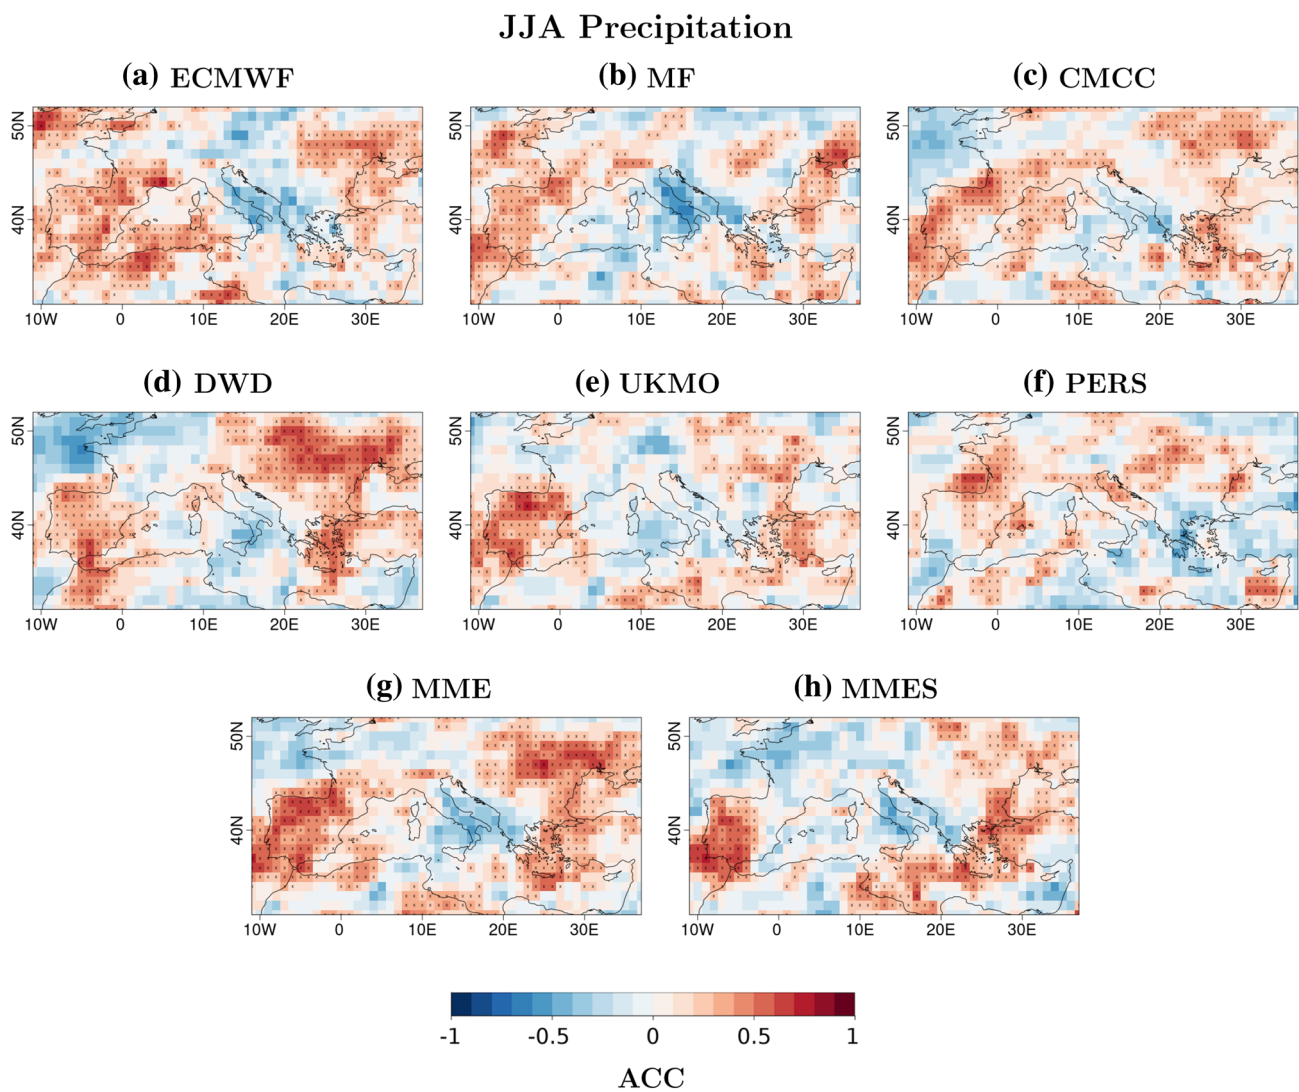 JJA Precipitation
(a) ECMWF
(b) MF
(c) CMCC
50N
40N
10W 0 10E 20E 30E
50N
40N
10W 0 10E 20E 30E
50N
40N
10W 0 10E 20E 30E
(d) DWD
(e) UKMO
(f) PERS
50N
40N
10W 0 10E 20E 30E
50N
40N
10W 0 10E 20E 30E
50N
40N
10W 0 10E 20E 30E
(g) MME
(h) MMES
50N
40N
10W 0 10E 20E 30E
50N
40N
10W 0 10E 20E 30E
-1 -0.5 0 0.5 1
ACC